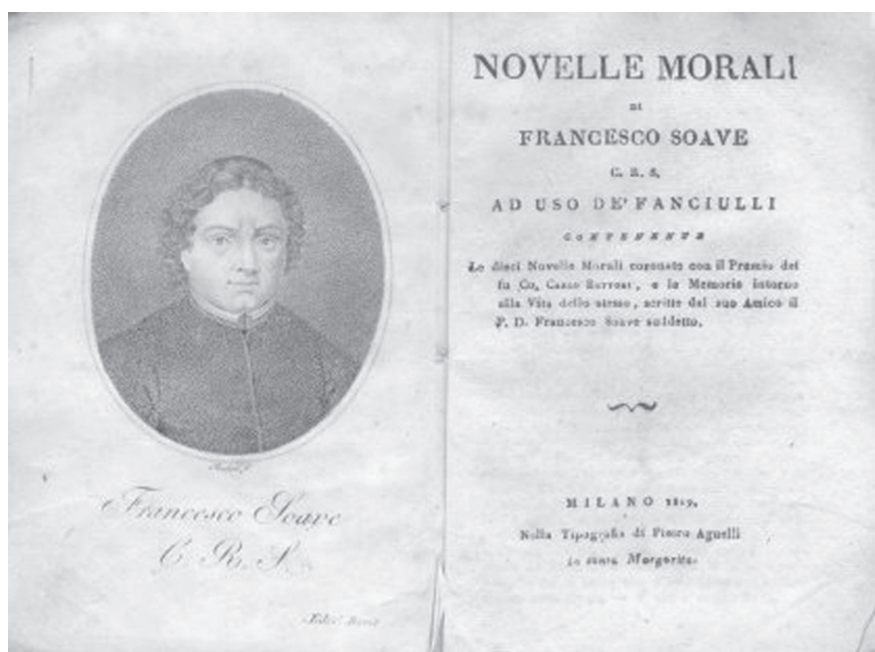 Francesco Soave
C. R. S.
NOVELLE MORALI
DI
FRANCESCO SOAVE
C. R. S.
AD USO DE' FANCIULLI
CONTENENTE
Le dieci Novelle Morali coronate con il Premio del
fu Co. CARLO BETTONI, e le Memorie intorno
alla Vita dello stesso, scritte dal suo Amico il
P. D. Francesco Soave suddetto.
MILANO 1819.
Nella Tipografia di Pietro Agnelli
in santa Margarita.